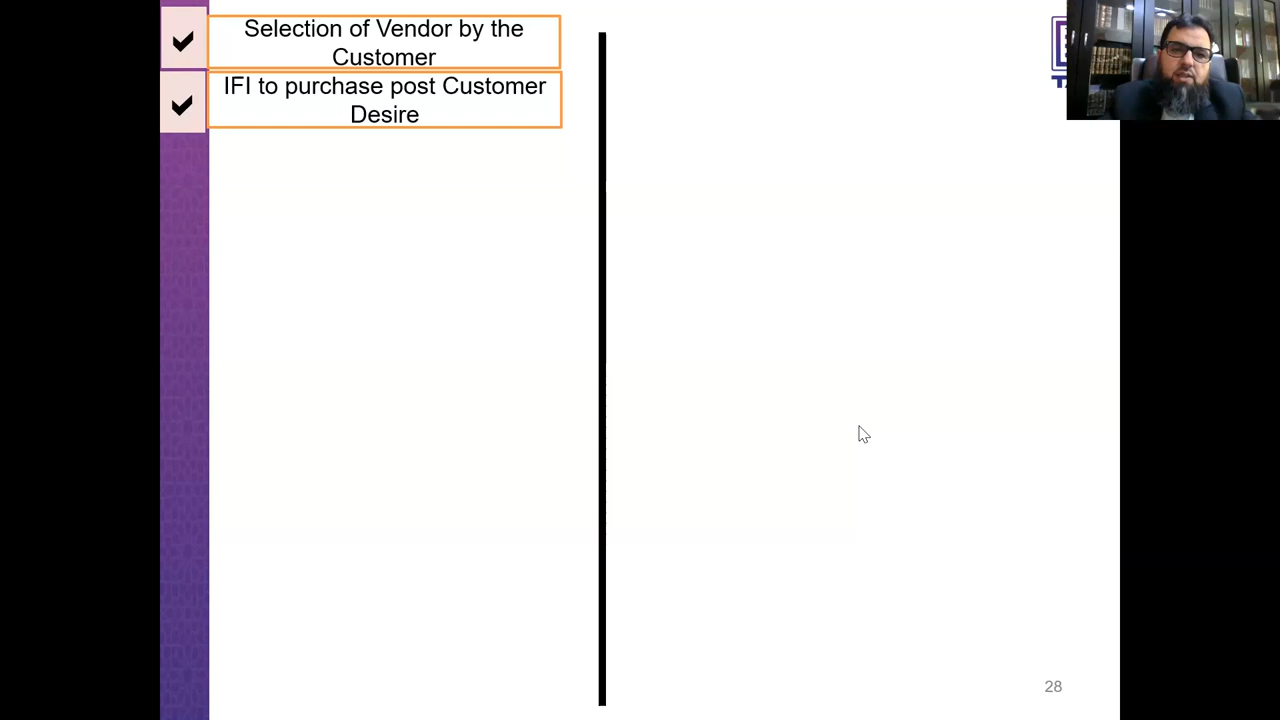 Selection of Vendor by the
Customer
IFI to purchase post Customer
Desire
28